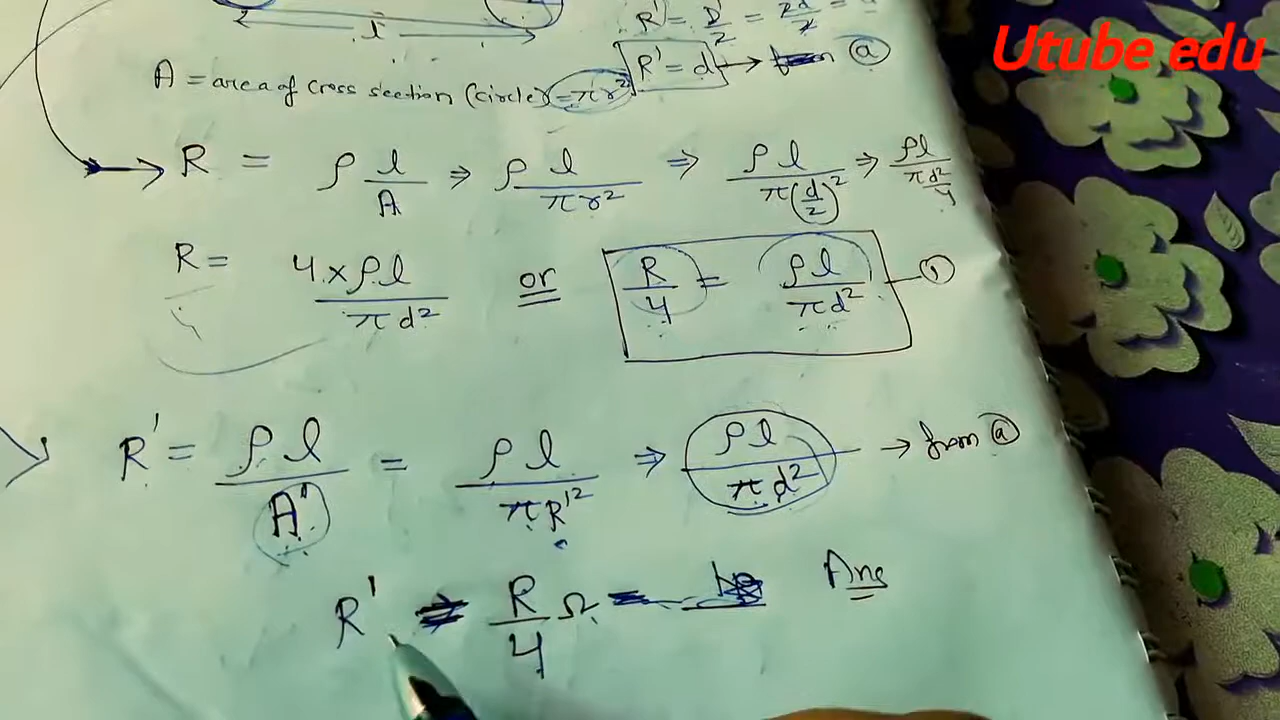 Utube edu
R' = D'/2 = 2d/2 =
l
R' = d → from ⓐ
A = area of cross section (circle) = πr²
R = ρ l/A ⇒ ρ l/πr² ⇒ ρl/π(d/2)² ⇒ ρl/π d²/4
R = 4×ρl/πd² or R/4 = ρl/πd² — ①
R' = ρl/A' = ρl/πR'² ⇒ ρl/πd² → from ⓐ
R' = R/4 Ω Ans